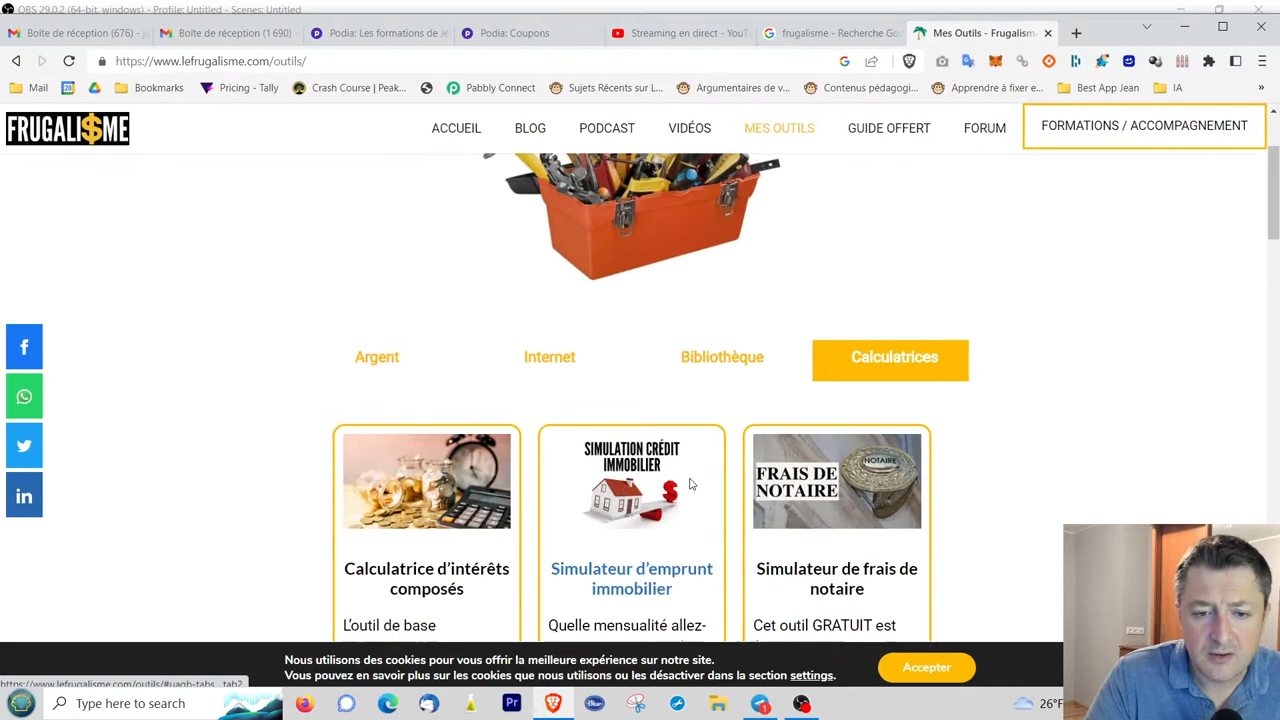 OBS 29.0.2 (64-bit, windows) - Profile: Untitled - Scenes: Untitled
Boîte de réception (676) - je
Boîte de réception (1 690) -
Podia: Les formations de Jé
Podia: Coupons
Streaming en direct - YouT
frugalisme - Recherche Goo
Mes Outils - Frugalism
https://www.lefrugalisme.com/outils/
Mail
Bookmarks
Pricing - Tally
Crash Course | Peak...
Pabbly Connect
Sujets Récents sur L...
Argumentaires de v...
Contenus pédagogi...
Apprendre à fixer e...
Best App Jean
IA
»
FRUGALI$ME
ACCUEIL
BLOG
PODCAST
VIDÉOS
MES OUTILS
GUIDE OFFERT
FORUM
FORMATIONS / ACCOMPAGNEMENT
Argent
Internet
Bibliothèque
Calculatrices
SIMULATION CRÉDIT
IMMOBILIER
FRAIS DE
NOTAIRE
NOTAIRE
Calculatrice d'intérêts
composés
Simulateur d'emprunt
immobilier
Simulateur de frais de
notaire
L'outil de base
Quelle mensualité allez-
Cet outil GRATUIT est
Nous utilisons des cookies pour vous offrir la meilleure expérience sur notre site.
Vous pouvez en savoir plus sur les cookies que nous utilisons ou les désactiver dans la section settings.
Accepter
https://www.lefrugalisme.com/outils/#uagb-tabs__tab2
Type here to search
Pr
26°F